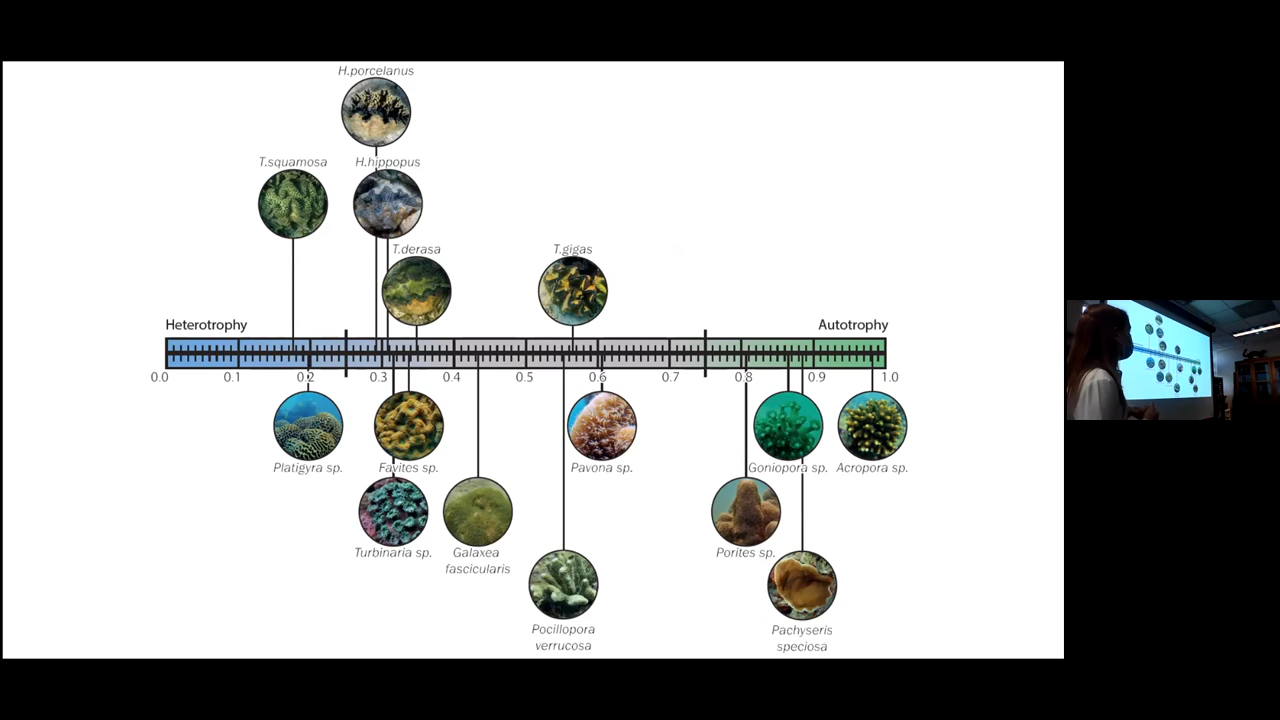 H.porcelanus
T.squamosa
H.hippopus
T.derasa
T.gigas
Heterotrophy
Autotrophy
0.0 0.1 0.2 0.3 0.4 0.5 0.6 0.7 0.8 0.9 1.0
Platigyra sp.
Favites sp.
Pavona sp.
Goniopora sp.
Acropora sp.
Turbinaria sp.
Galaxea
fascicularis
Porites sp.
Pocillopora
verrucosa
Pachyseris
speciosa